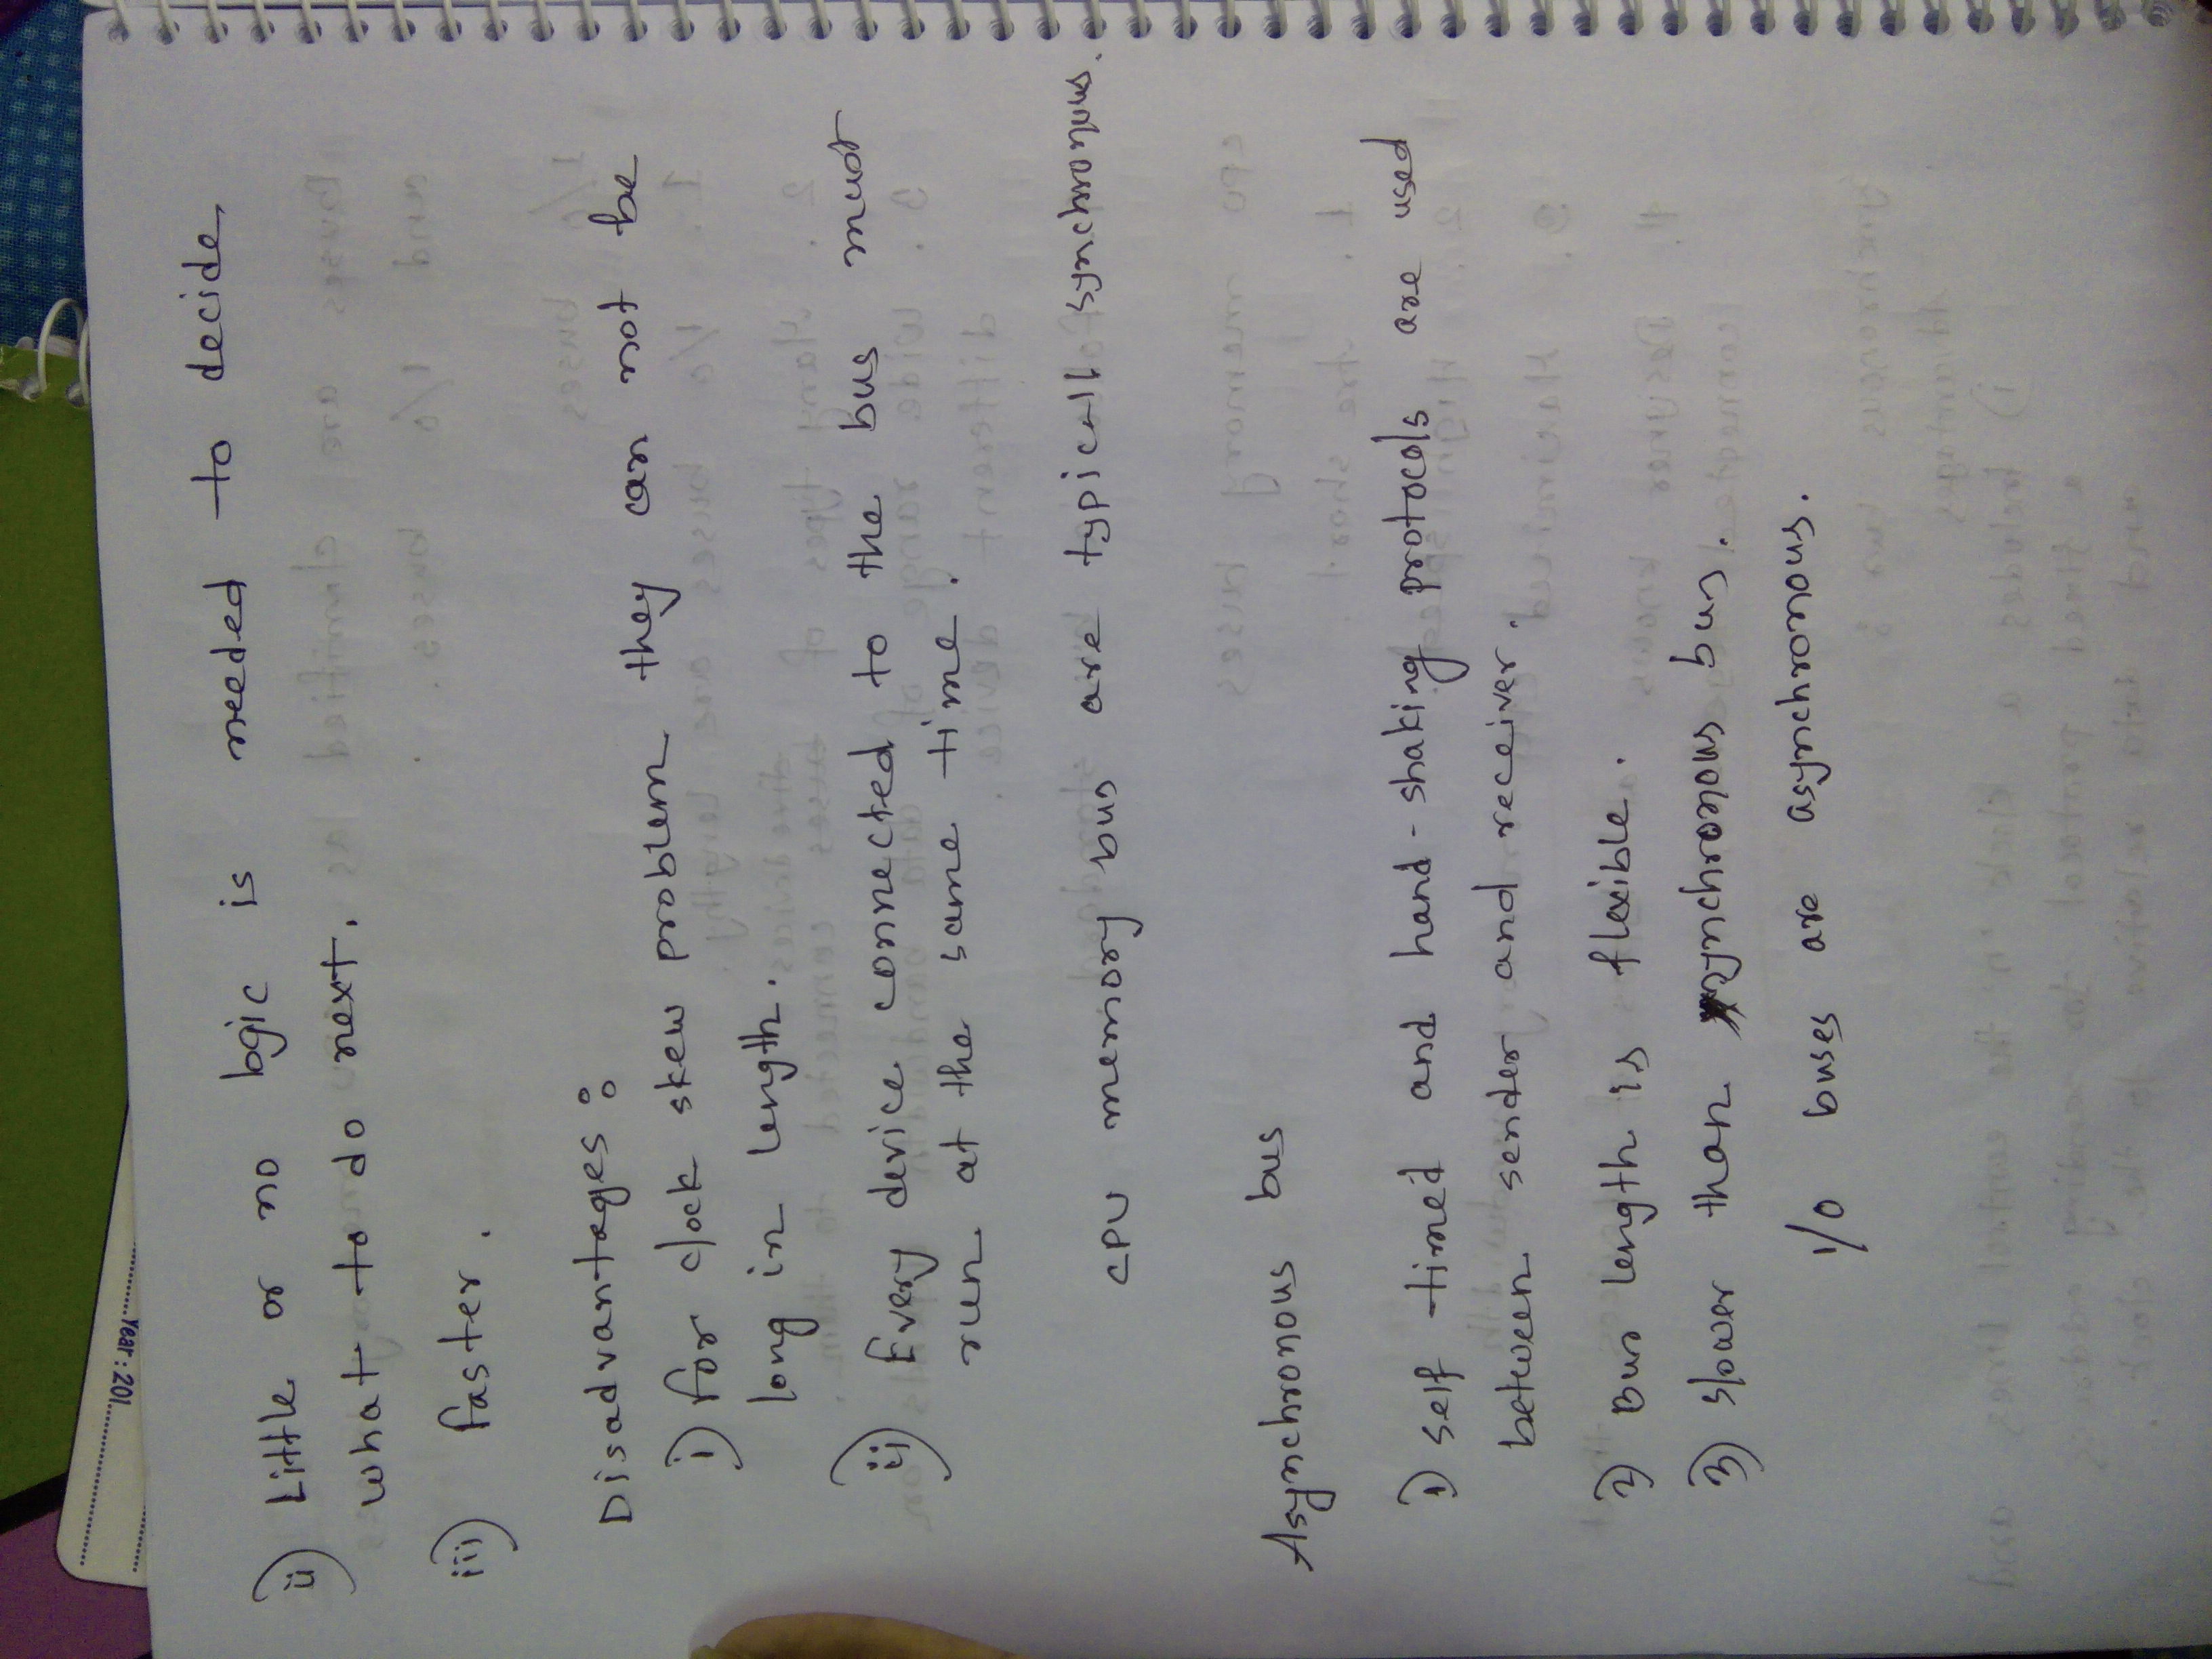 Year : 201
ii) Little or no logic is needed to decide
what to do next.
iii) Faster.
Disadvantages :
i) For clock skew problem they can not be
long in length.
ii) Every device connected to the bus must
run at the same time.
CPU memory bus are typicall synchronous.
Asynchronous bus
1) Self timed and hand-shaking protocols are used
between sender and receiver.
2) Bus length is flexible.
3) Slower than synchronous bus.
I/O buses are asynchronous.